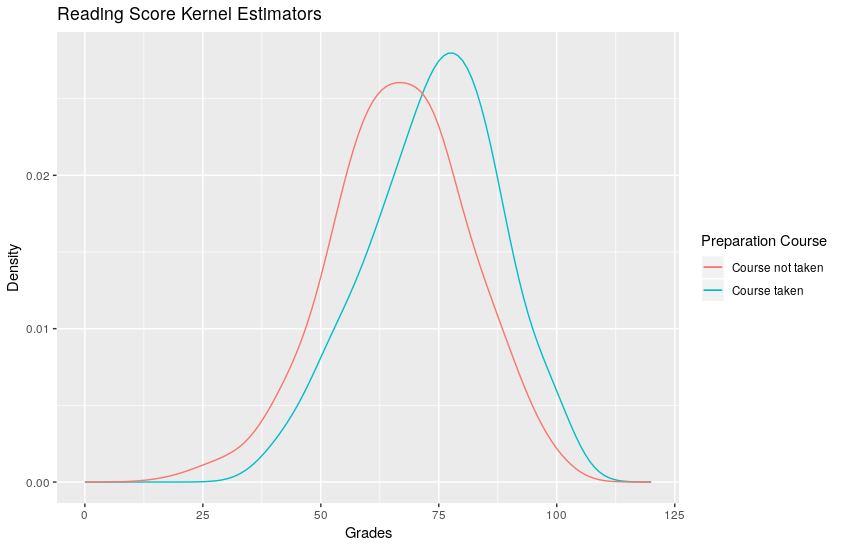 Reading Score Kernel Estimators
Density
0.02
0.01
0.00
0
25
50
75
100
125
Grades
Preparation Course
Course not taken
Course taken